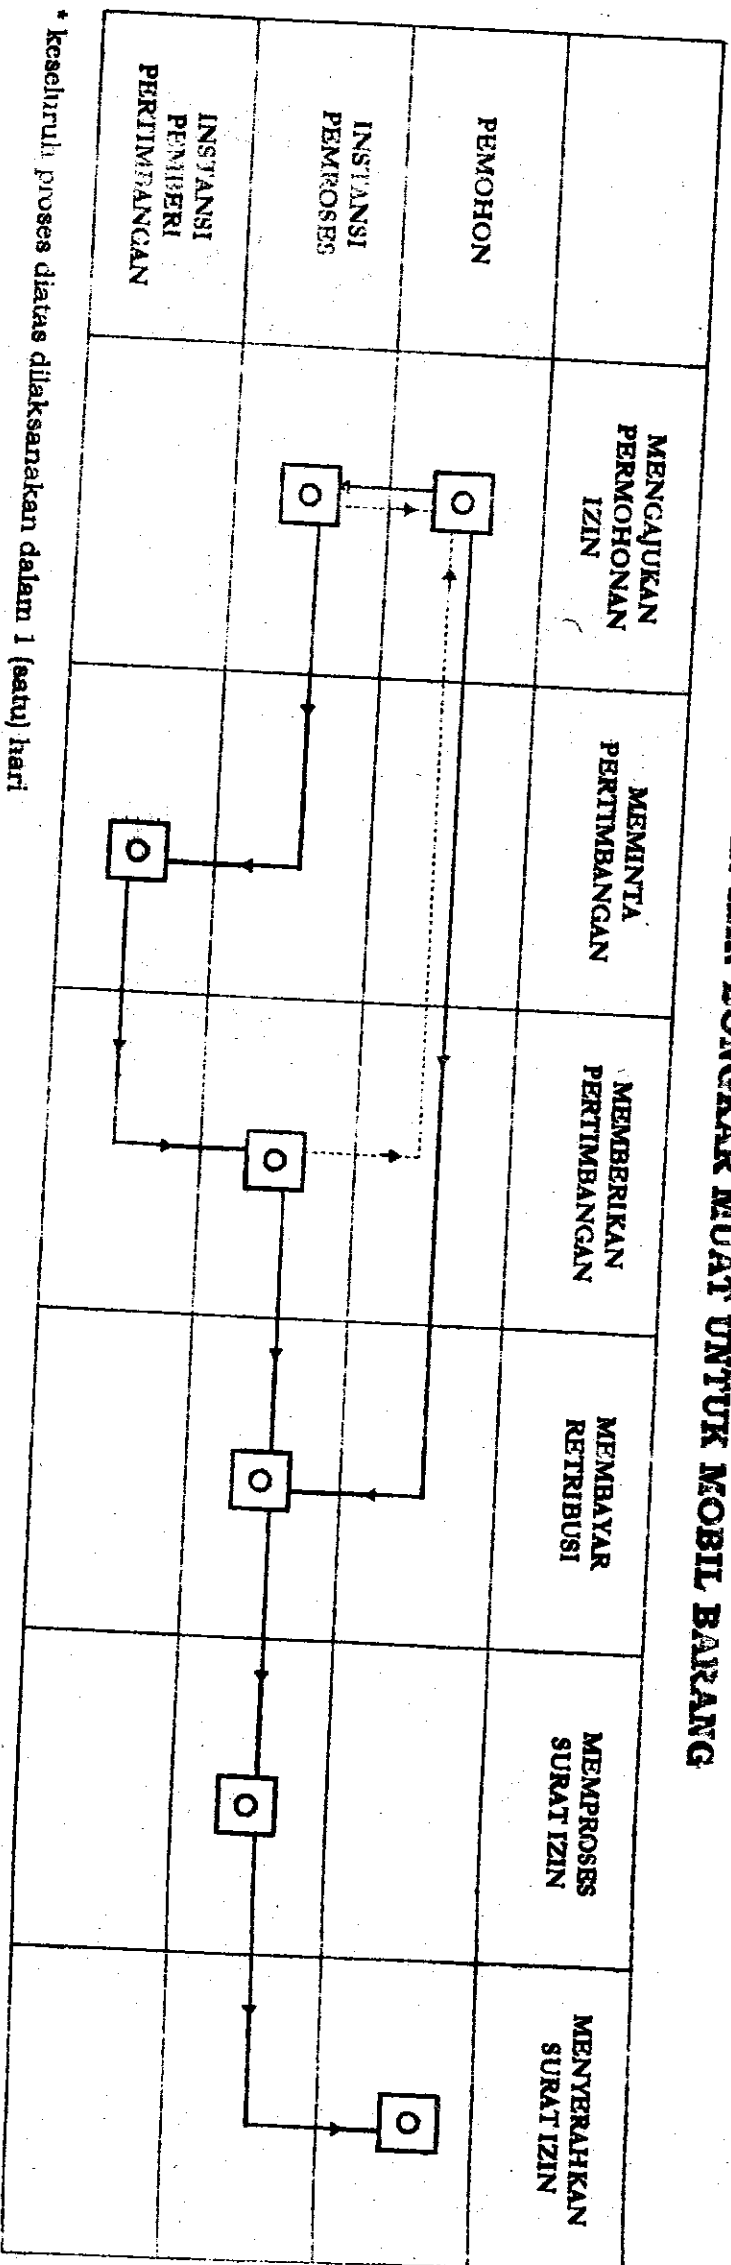 BONGKAR MUAT UNTUK MOBIL BARANG
MENGAJUKAN
PERMOHONAN
IZIN
MEMINTA
PERTIMBANGAN
MEMBERIKAN
PERTIMBANGAN
MEMBAYAR
RETRIBUSI
MEMPROSES
SURAT IZIN
MENYERAHKAN
SURAT IZIN
PEMOHON
INSTANSI
PEMROSES
INSTANSI
PEMBERI
PERTIMBANGAN
* keseluruh proses diatas dilaksanakan dalam 1 (satu) hari